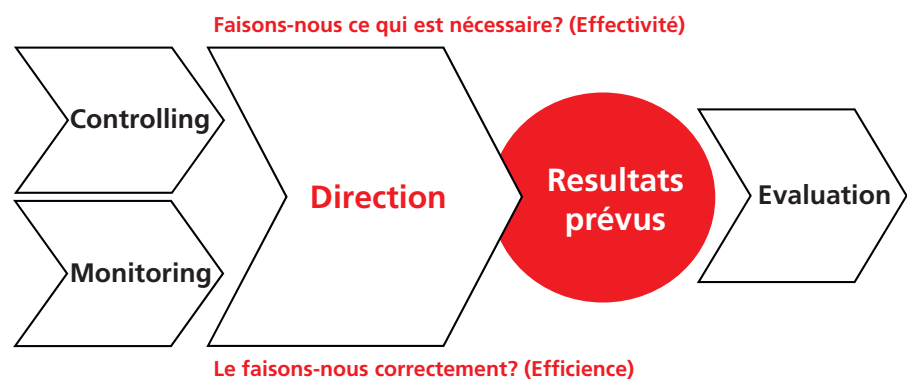 Faisons-nous ce qui est nécessaire? (Effectivité)
Controlling
Monitoring
Direction
Resultats
prévus
Evaluation
Le faisons-nous correctement? (Efficience)